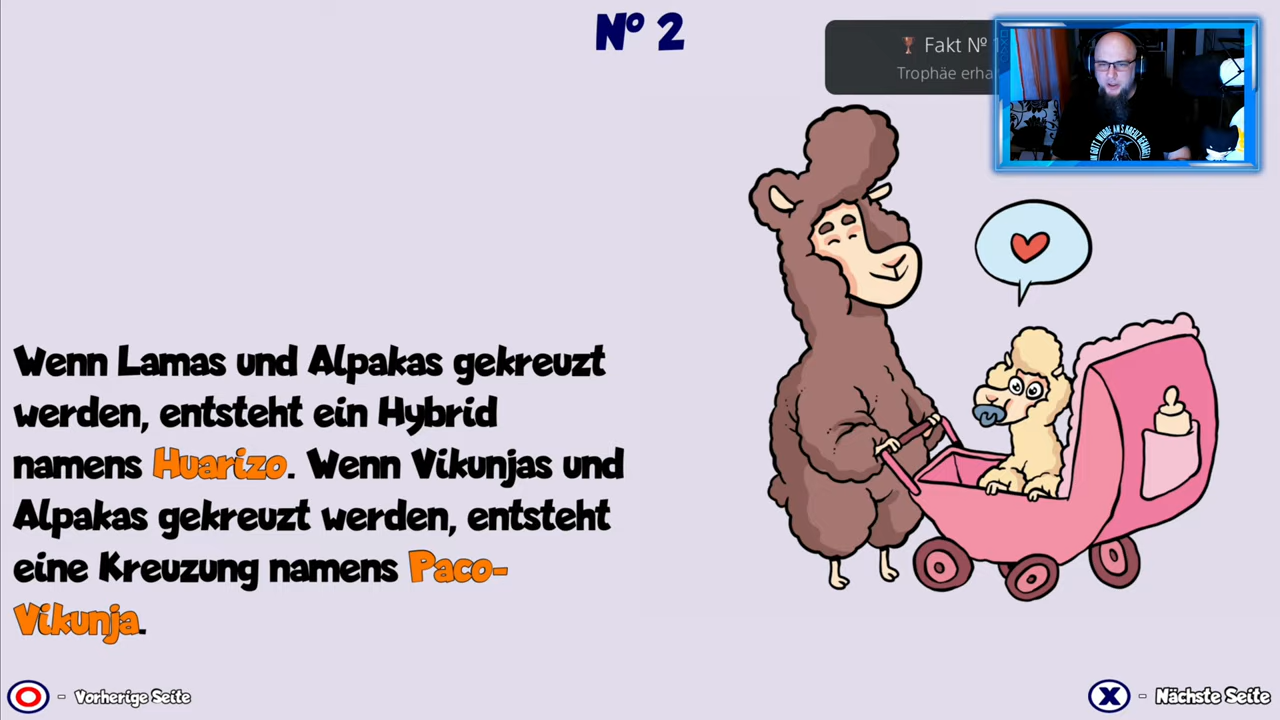 Nº 2
Fakt Nº 1
Trophäe erha
Wenn Lamas und Alpakas gekreuzt
werden, entsteht ein Hybrid
namens Huarizo. Wenn Vikunjas und
Alpakas gekreuzt werden, entsteht
eine Kreuzung namens Paco-
Vikunja.
- Vorherige Seite
X - Nächste Seite